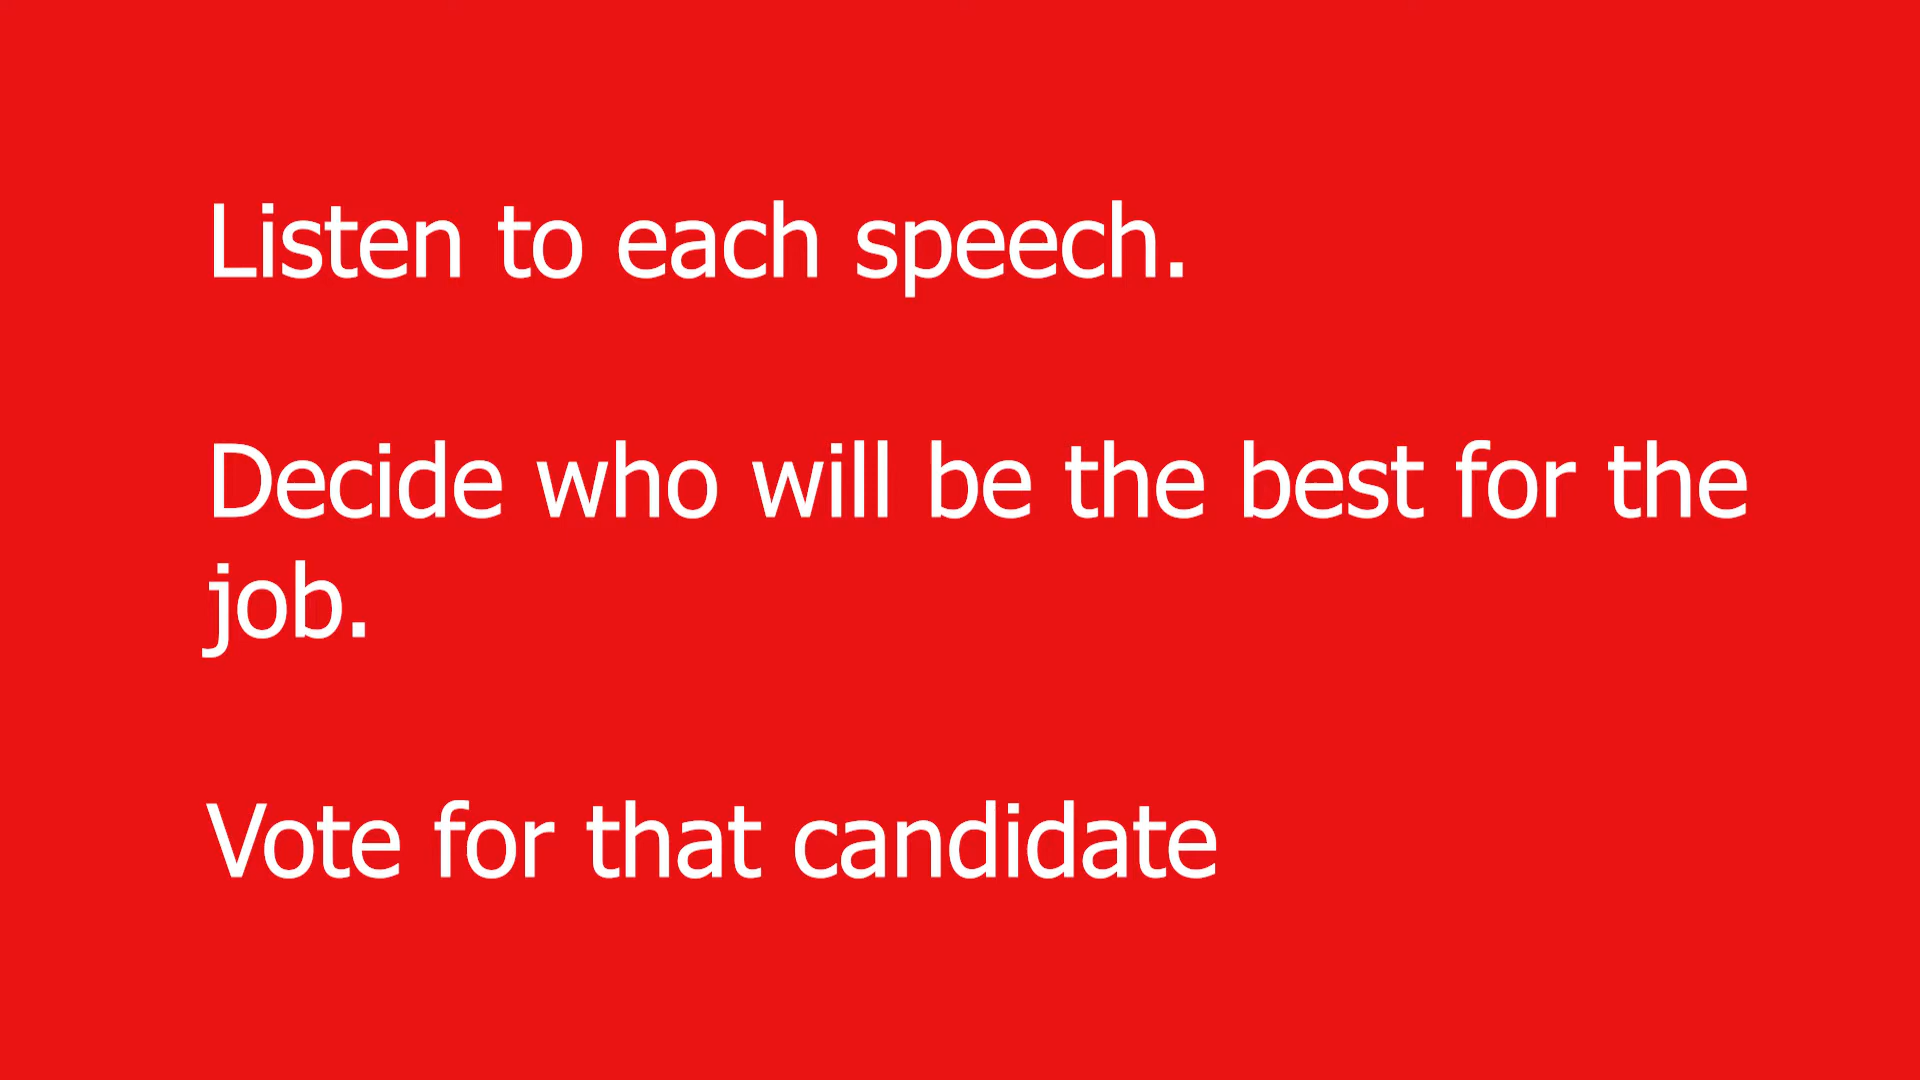 Listen to each speech.
Decide who will be the best for the
job.
Vote for that candidate